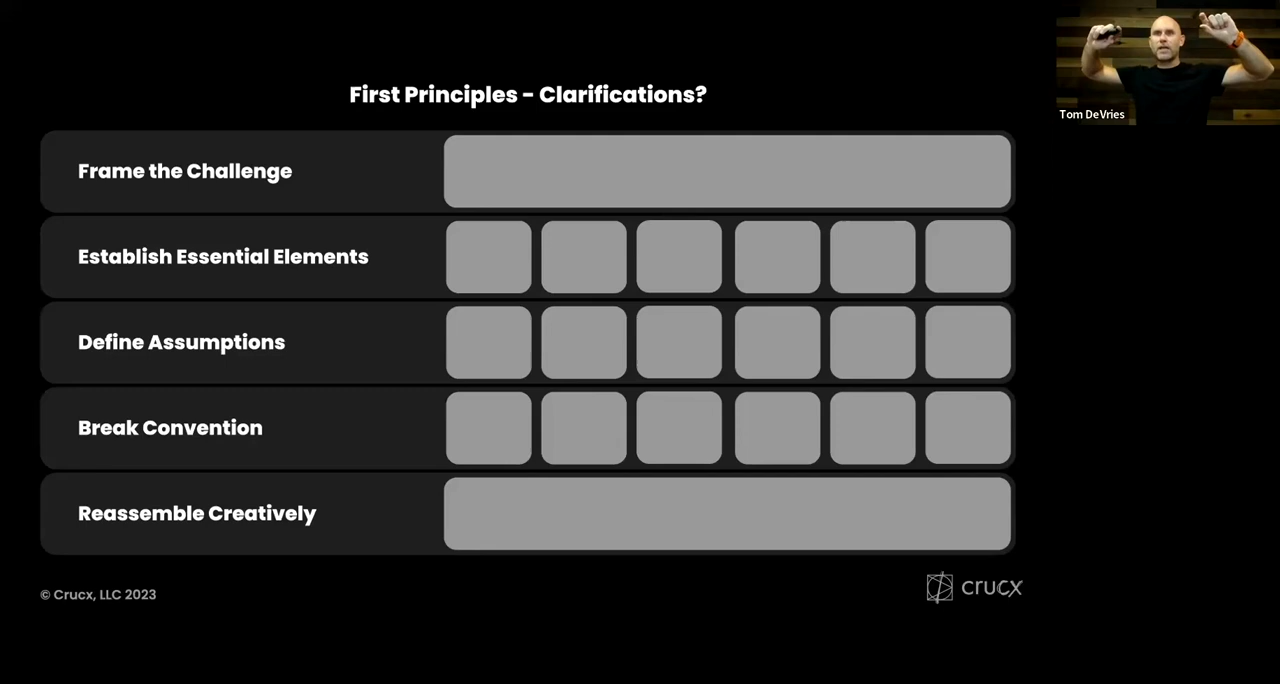 First Principles - Clarifications?
Tom DeVries
Frame the Challenge
Establish Essential Elements
Define Assumptions
Break Convention
Reassemble Creatively
© Crucx, LLC 2023
crucx